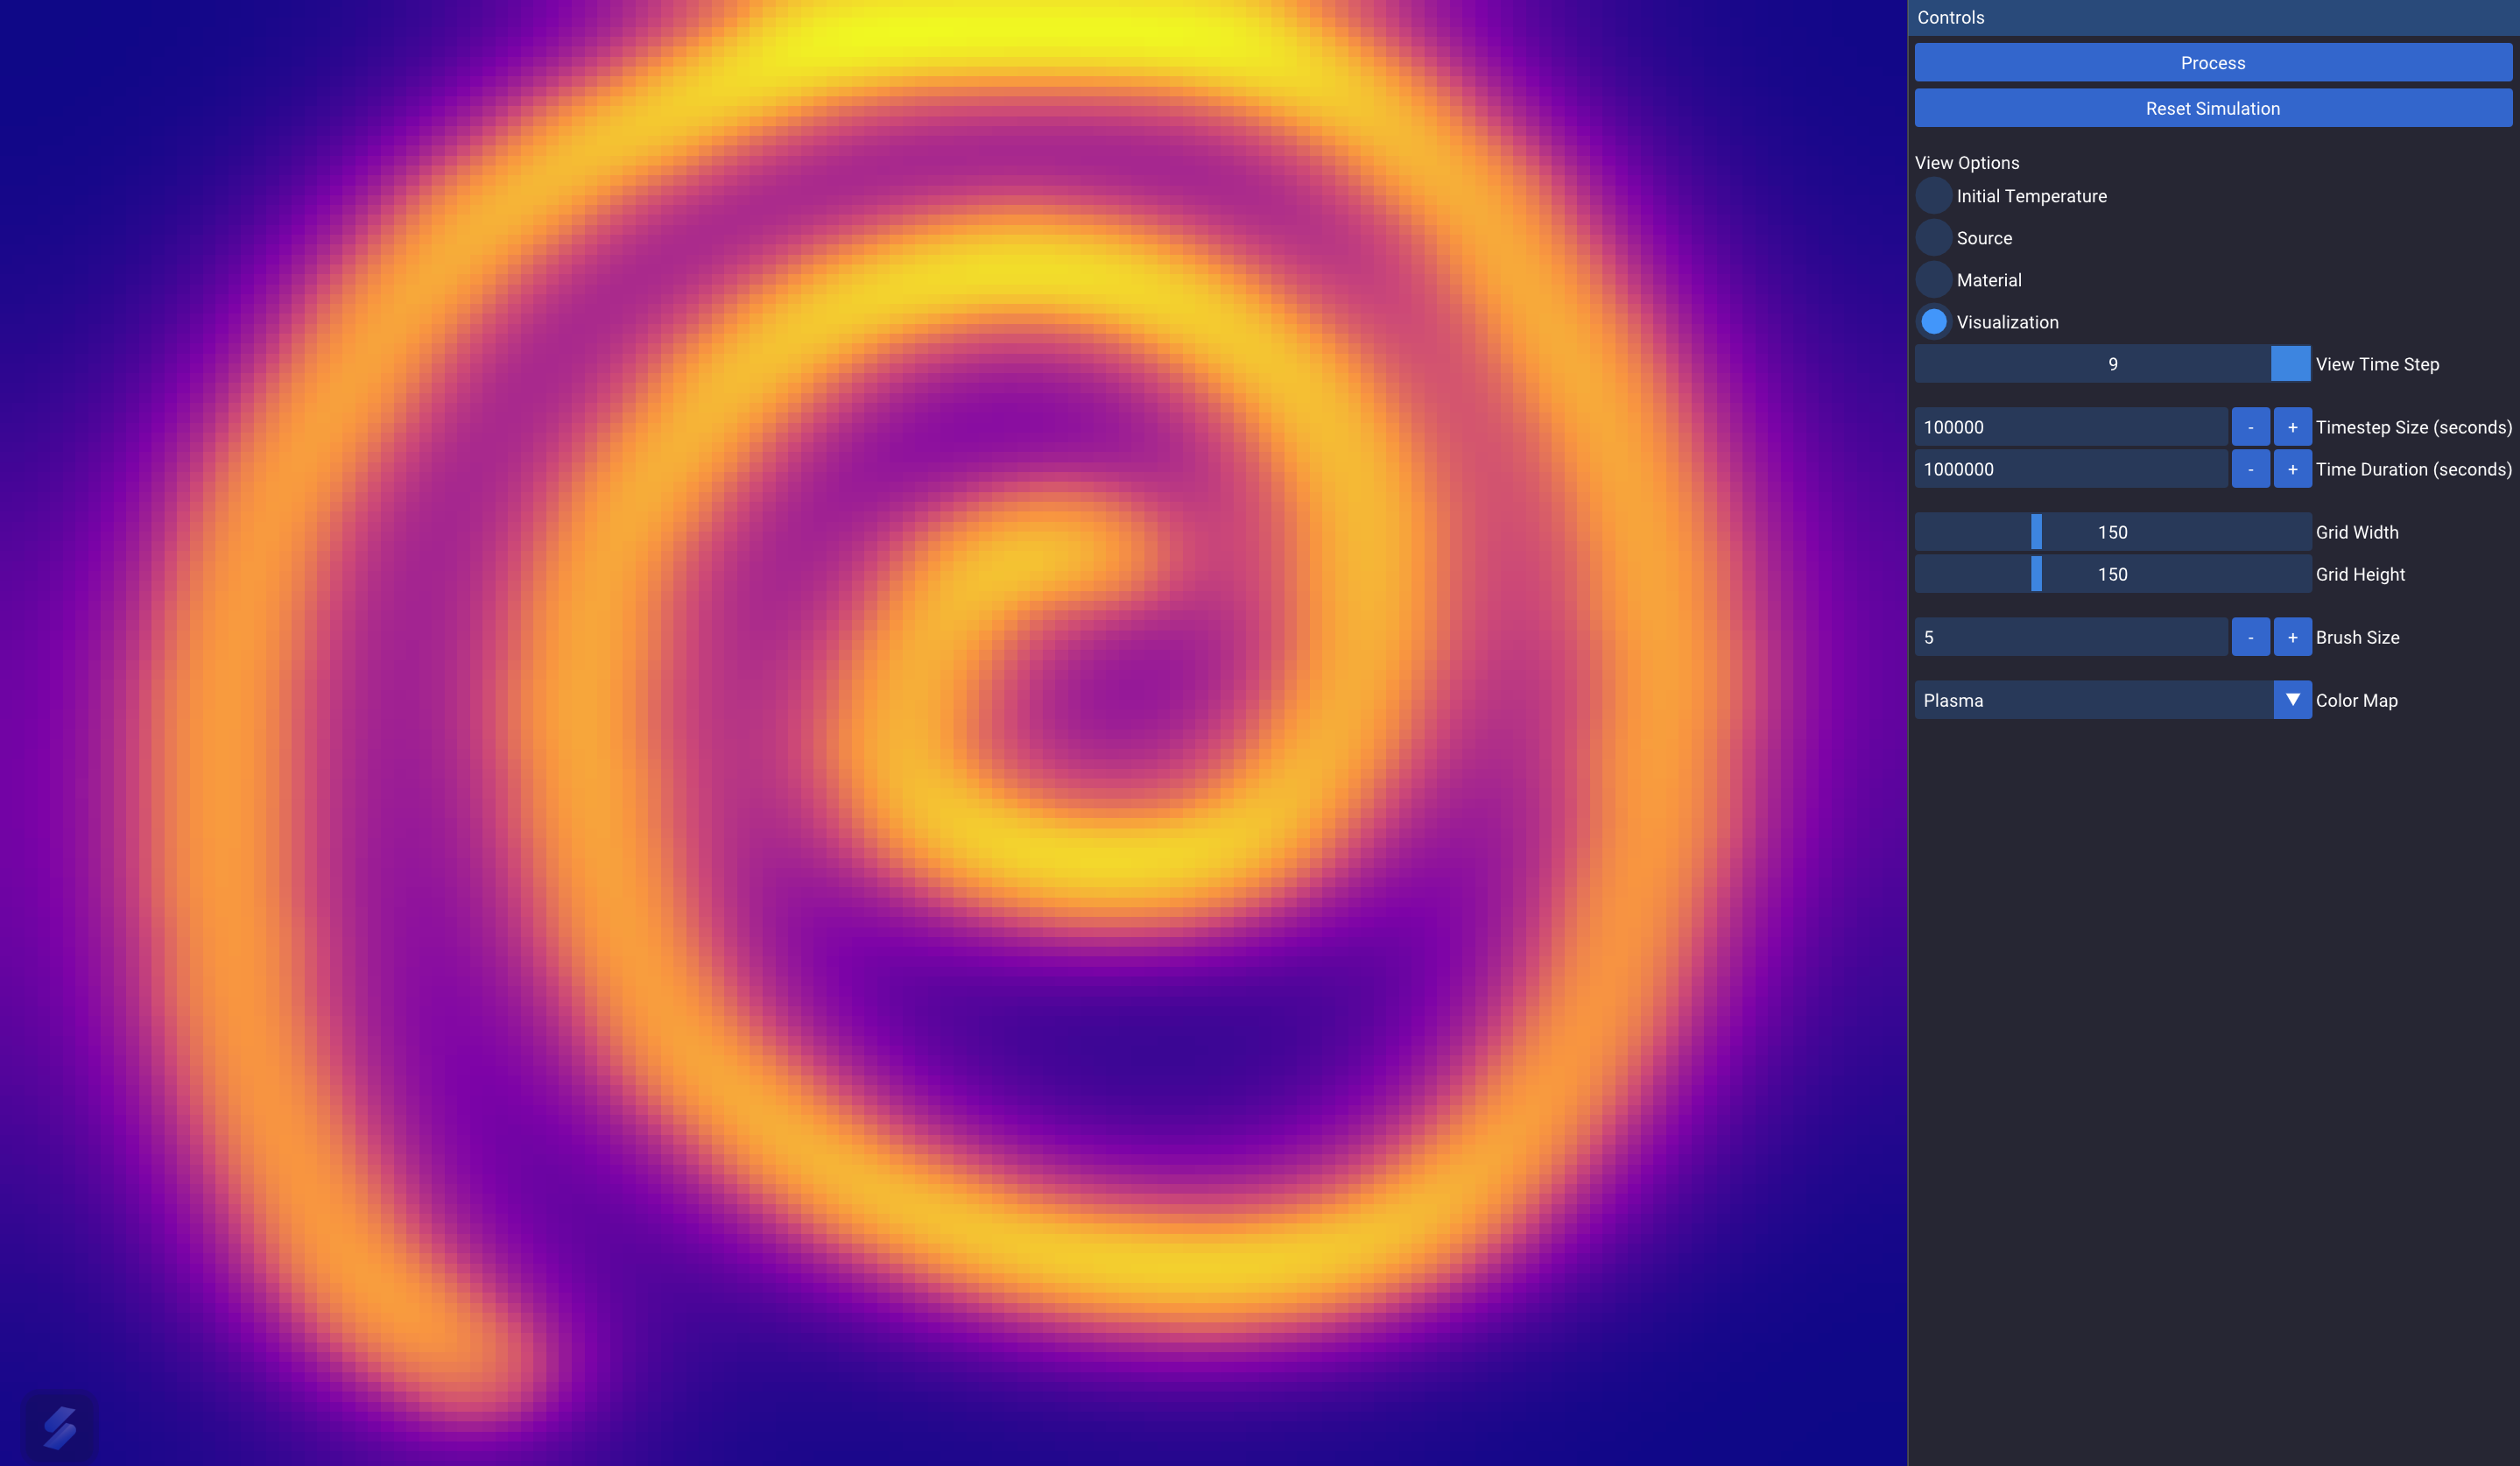 Controls
Process
Reset Simulation
View Options
Initial Temperature
Source
Material
Visualization
9 View Time Step
100000 - + Timestep Size (seconds)
1000000 - + Time Duration (seconds)
150 Grid Width
150 Grid Height
5 - + Brush Size
Plasma Color Map